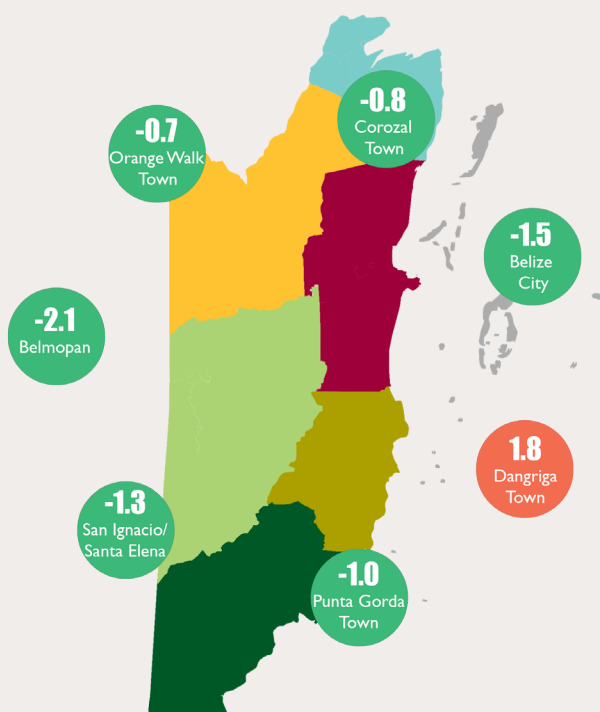 -0.8
Corozal
Town
-0.7
Orange Walk
Town
-1.5
Belize
City
-2.1
Belmopan
1.8
Dangriga
Town
-1.3
San Ignacio/
Santa Elena
-1.0
Punta Gorda
Town